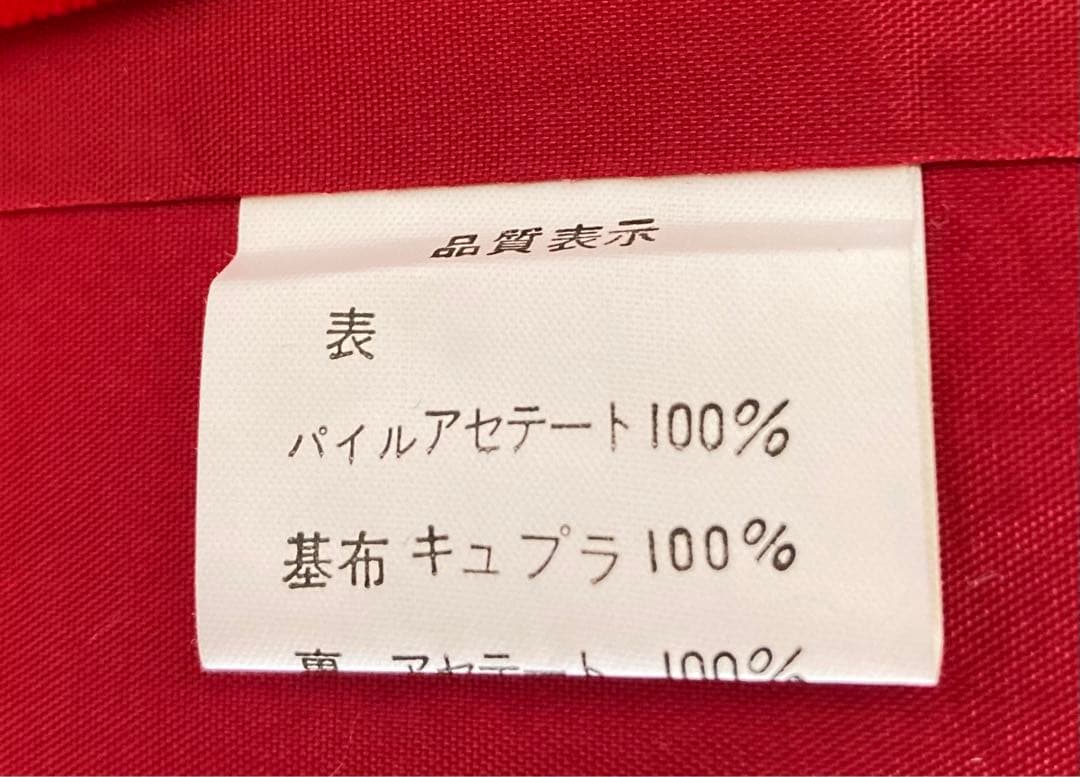 品質表示
表
パイルアセテート100%
基布 キュプラ100%
裏 アセテート 100%